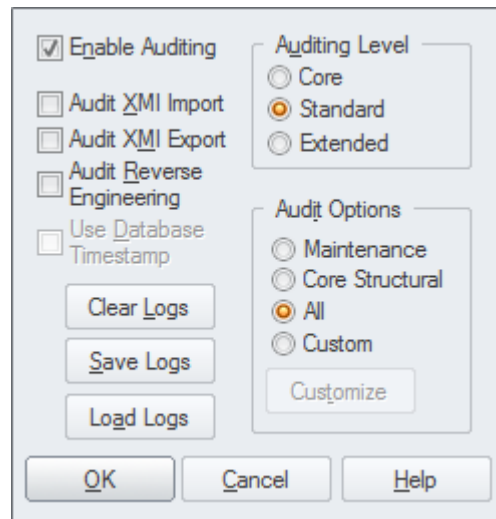 Enable Auditing
Audit XMI Import
Audit XMI Export
Audit Reverse
Engineering
Use Database
Timestamp
Clear Logs
Save Logs
Load Logs
Auditing Level
Core
Standard
Extended
Audit Options
Maintenance
Core Structural
All
Custom
Customize
OK
Cancel
Help